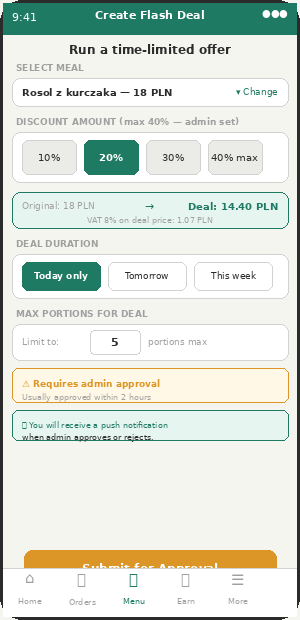 9:41
Create Flash Deal
Run a time-limited offer
SELECT MEAL
Rosoł z kurczaka — 18 PLN
▾ Change
DISCOUNT AMOUNT (max 40% — admin set)
10%
20%
30%
40% max
Original: 18 PLN → Deal: 14.40 PLN
VAT 8% on deal price: 1.07 PLN
DEAL DURATION
Today only
Tomorrow
This week
MAX PORTIONS FOR DEAL
Limit to: 5 portions max
⚠ Requires admin approval
Usually approved within 2 hours
You will receive a push notification
when admin approves or rejects.
Submit for Approval
Home
Orders
Menu
Earn
More